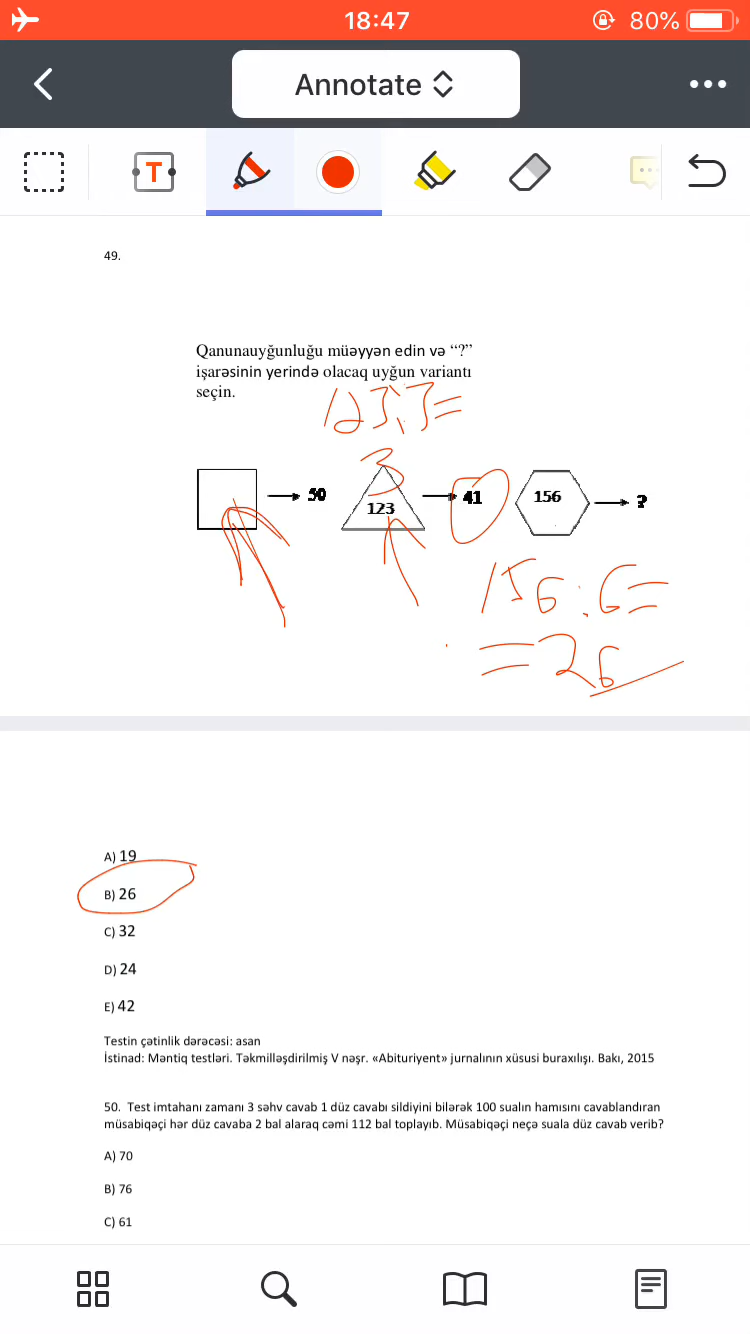 18:47
80%
Annotate
T
49.
Qanunauyğunluğu müəyyən edin və “?”
işarəsinin yerində olacaq uyğun variantı
seçin.
123:3=
3
50
123
41
156
?
156:6=
=26
A) 19
B) 26
C) 32
D) 24
E) 42
Testin çətinlik dərəcəsi: asan
İstinad: Məntiq testləri. Təkmilləşdirilmiş V nəşr. «Abituriyent» jurnalının xüsusi buraxılışı. Bakı, 2015
50. Test imtahanı zamanı 3 səhv cavab 1 düz cavabı sildiyini bilərək 100 sualın hamısını cavablandıran
müsabiqəçi hər düz cavaba 2 bal alaraq cəmi 112 bal toplayıb. Müsabiqəçi neçə suala düz cavab verib?
A) 70
B) 76
C) 61